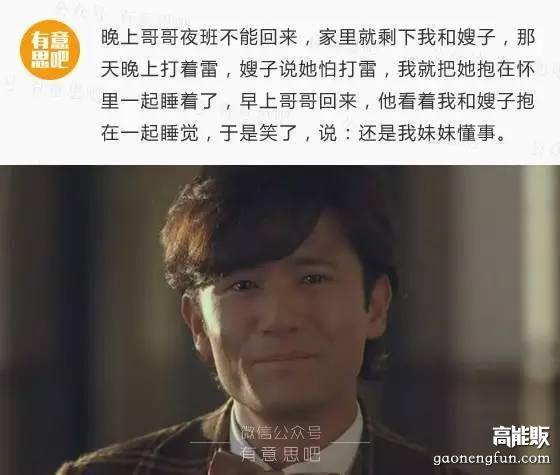 有意
思吧
晚上哥哥夜班不能回来，家里就剩下我和嫂子，那
天晚上打着雷，嫂子说她怕打雷，我就把她抱在怀
里一起睡着了，早上哥哥回来，他看着我和嫂子抱
在一起睡觉，于是笑了，说：还是我妹妹懂事。
微信公众号
有意思吧
高能贩
gaonengfun.com